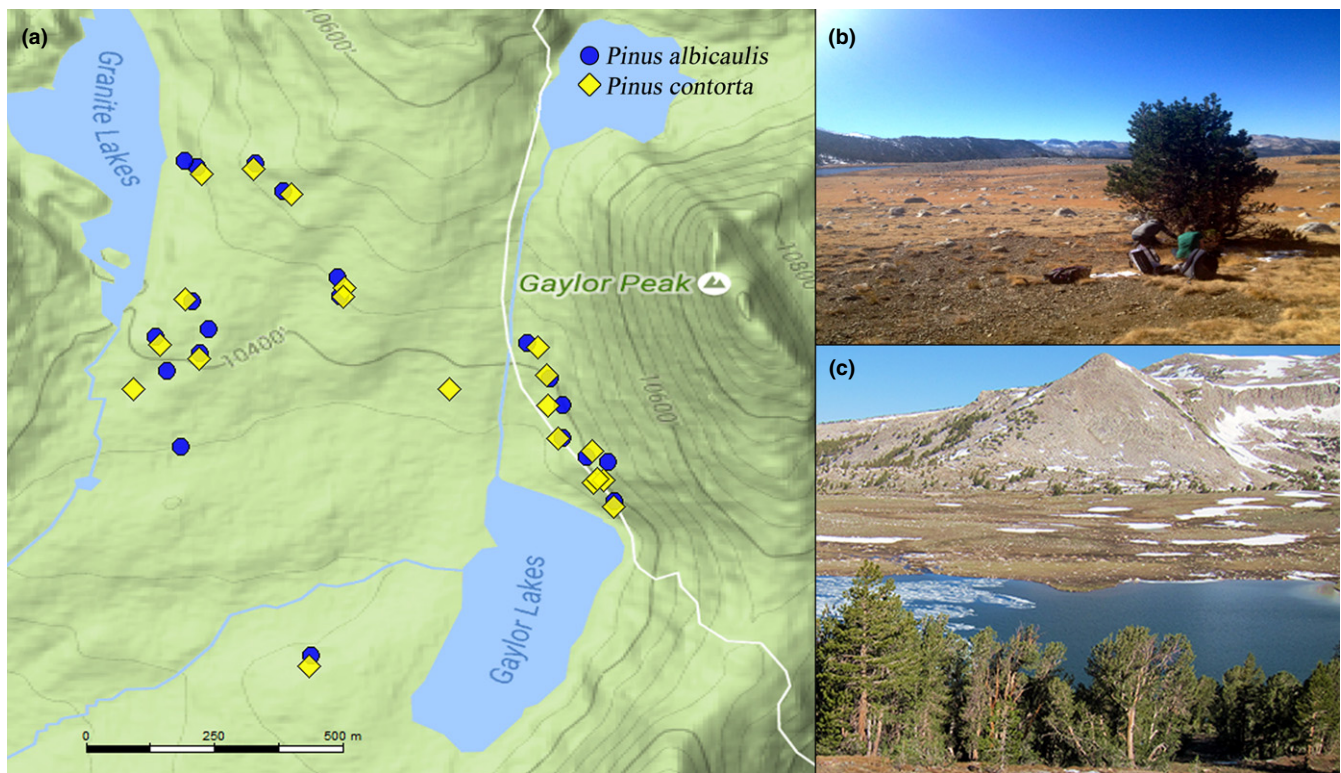 (a)
10600'
Granite Lakes
Pinus albicaulis
Pinus contorta
Gaylor Peak
10800
10400'
10600'
Gaylor Lakes
0 250 500 m
(b)
(c)